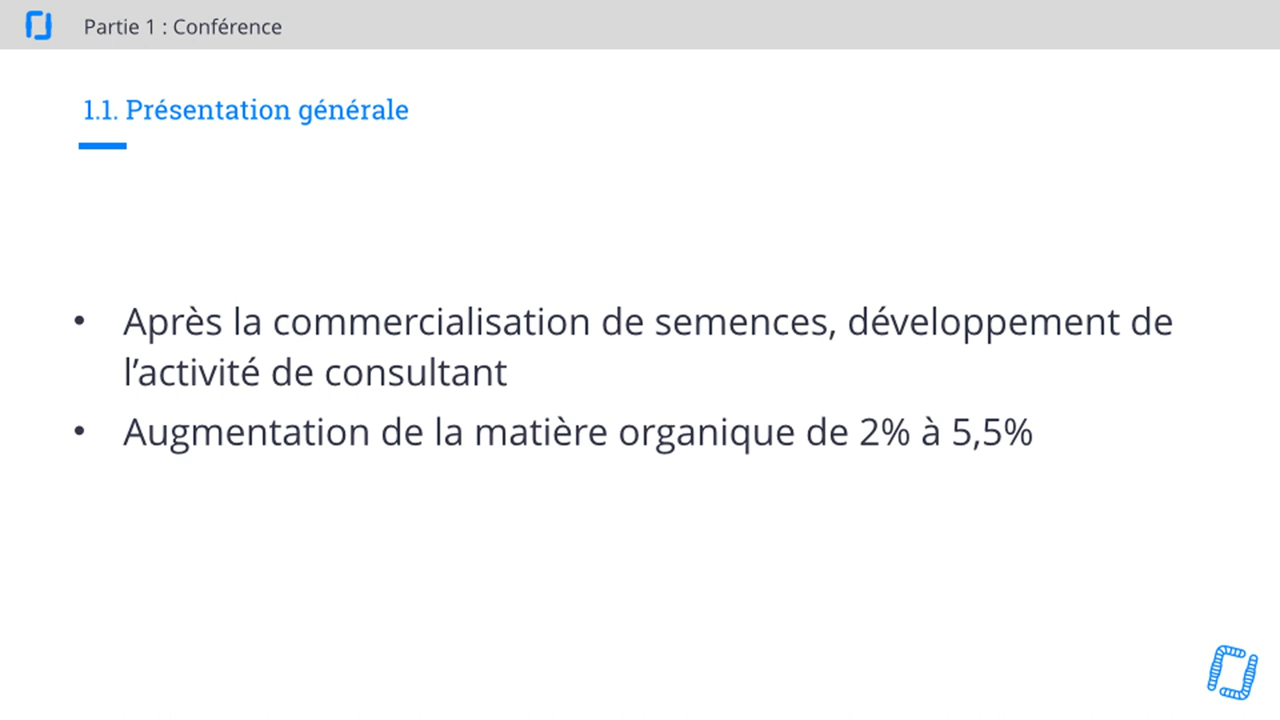 Partie 1 : Conférence
1.1. Présentation générale
• Après la commercialisation de semences, développement de
l’activité de consultant
• Augmentation de la matière organique de 2% à 5,5%